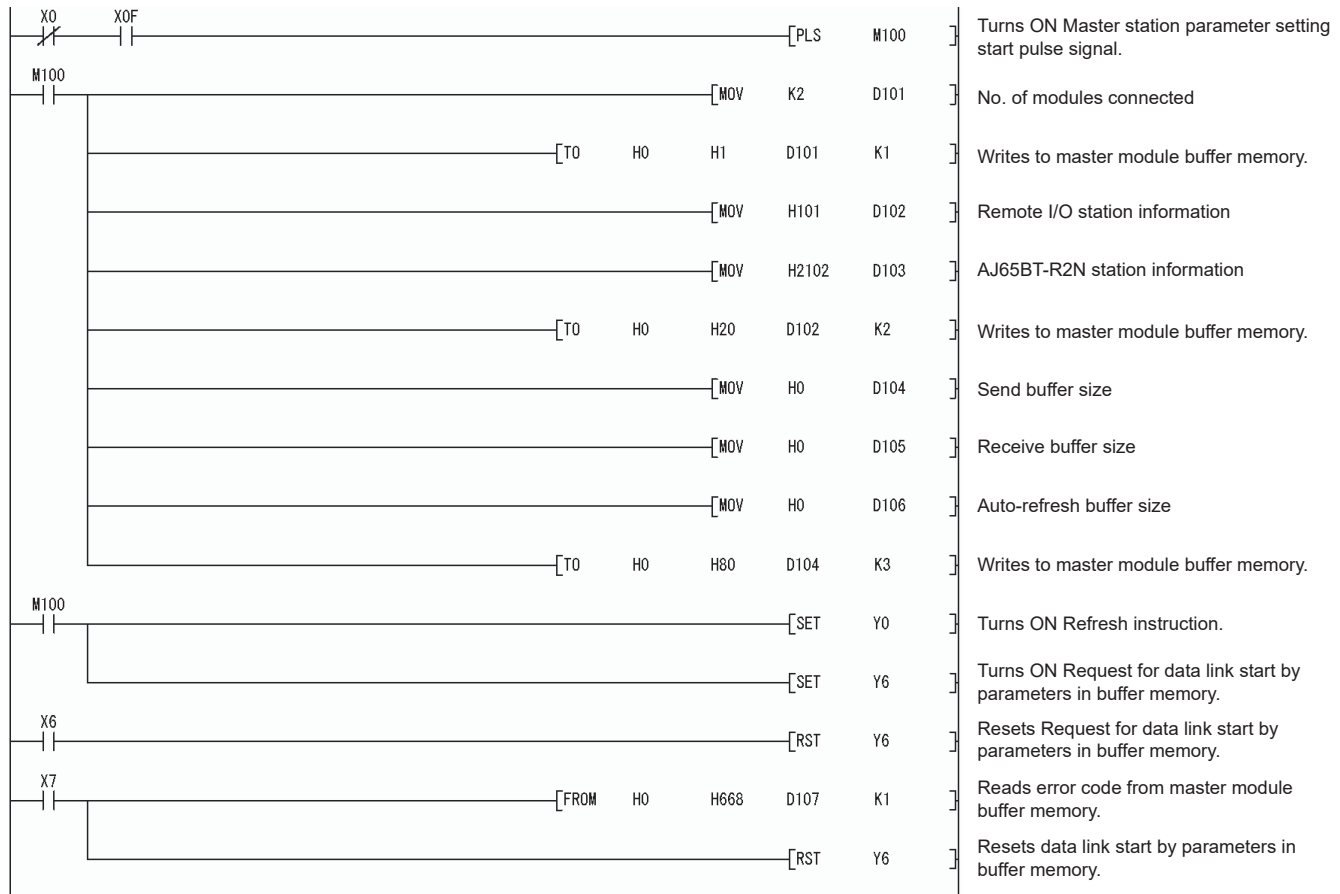 X0 X0F
[PLS M100 ]
Turns ON Master station parameter setting
start pulse signal.
M100
[MOV K2 D101 ]
No. of modules connected
[TO H0 H1 D101 K1 ]
Writes to master module buffer memory.
[MOV H101 D102 ]
Remote I/O station information
[MOV H2102 D103 ]
AJ65BT-R2N station information
[TO H0 H20 D102 K2 ]
Writes to master module buffer memory.
[MOV H0 D104 ]
Send buffer size
[MOV H0 D105 ]
Receive buffer size
[MOV H0 D106 ]
Auto-refresh buffer size
[TO H0 H80 D104 K3 ]
Writes to master module buffer memory.
M100
[SET Y0 ]
Turns ON Refresh instruction.
[SET Y6 ]
Turns ON Request for data link start by
parameters in buffer memory.
X6
[RST Y6 ]
Resets Request for data link start by
parameters in buffer memory.
X7
[FROM H0 H668 D107 K1 ]
Reads error code from master module
buffer memory.
[RST Y6 ]
Resets data link start by parameters in
buffer memory.